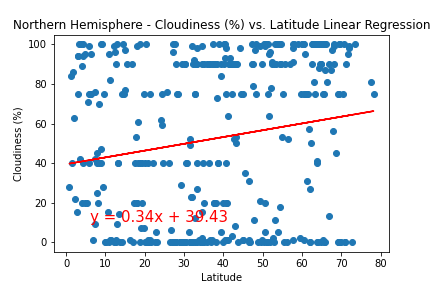 Northern Hemisphere - Cloudiness (%) vs. Latitude Linear Regression
100
80
60
40
20
0
Cloudiness (%)
y = 0.34x + 39.43
0 10 20 30 40 50 60 70 80
Latitude